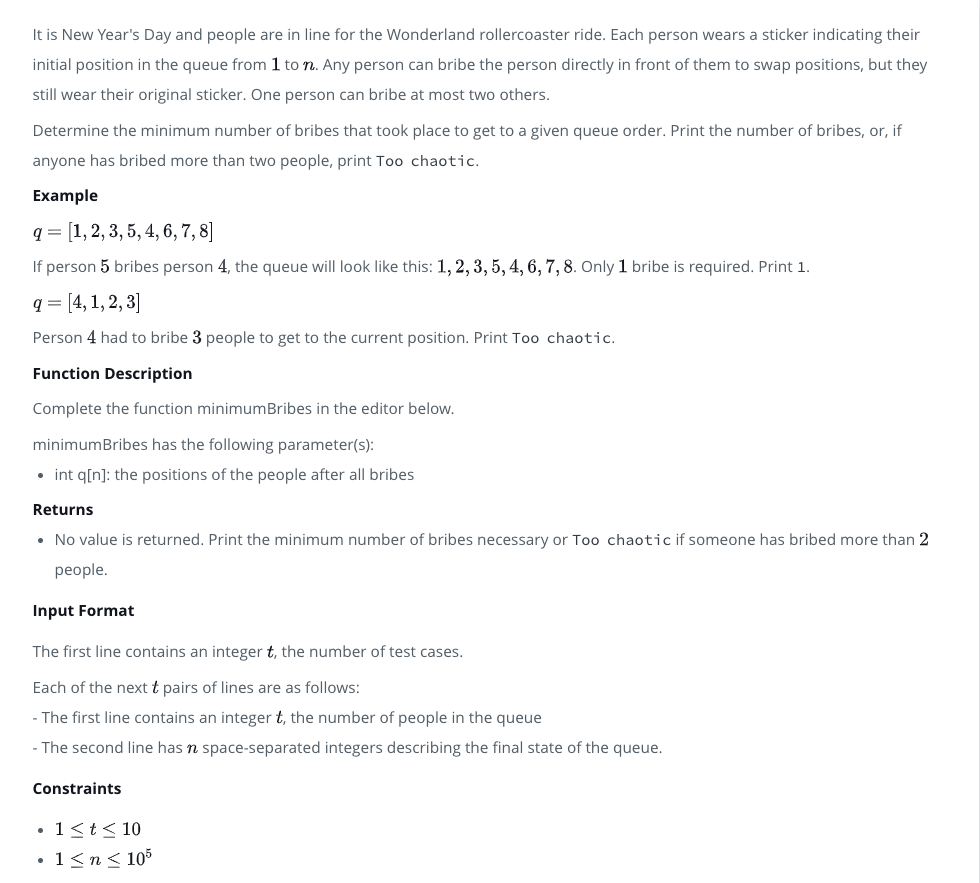 It is New Year's Day and people are in line for the Wonderland rollercoaster ride. Each person wears a sticker indicating their
initial position in the queue from 1 to n. Any person can bribe the person directly in front of them to swap positions, but they
still wear their original sticker. One person can bribe at most two others.
Determine the minimum number of bribes that took place to get to a given queue order. Print the number of bribes, or, if
anyone has bribed more than two people, print Too chaotic.
Example
q = [1, 2, 3, 5, 4, 6, 7, 8]
If person 5 bribes person 4, the queue will look like this: 1, 2, 3, 5, 4, 6, 7, 8. Only 1 bribe is required. Print 1.
q = [4, 1, 2, 3]
Person 4 had to bribe 3 people to get to the current position. Print Too chaotic.
Function Description
Complete the function minimumBribes in the editor below.
minimumBribes has the following parameter(s):
• int q[n]: the positions of the people after all bribes
Returns
• No value is returned. Print the minimum number of bribes necessary or Too chaotic if someone has bribed more than 2
people.
Input Format
The first line contains an integer t, the number of test cases.
Each of the next t pairs of lines are as follows:
- The first line contains an integer t, the number of people in the queue
- The second line has n space-separated integers describing the final state of the queue.
Constraints
• 1 ≤ t ≤ 10
• 1 ≤ n ≤ 10⁵